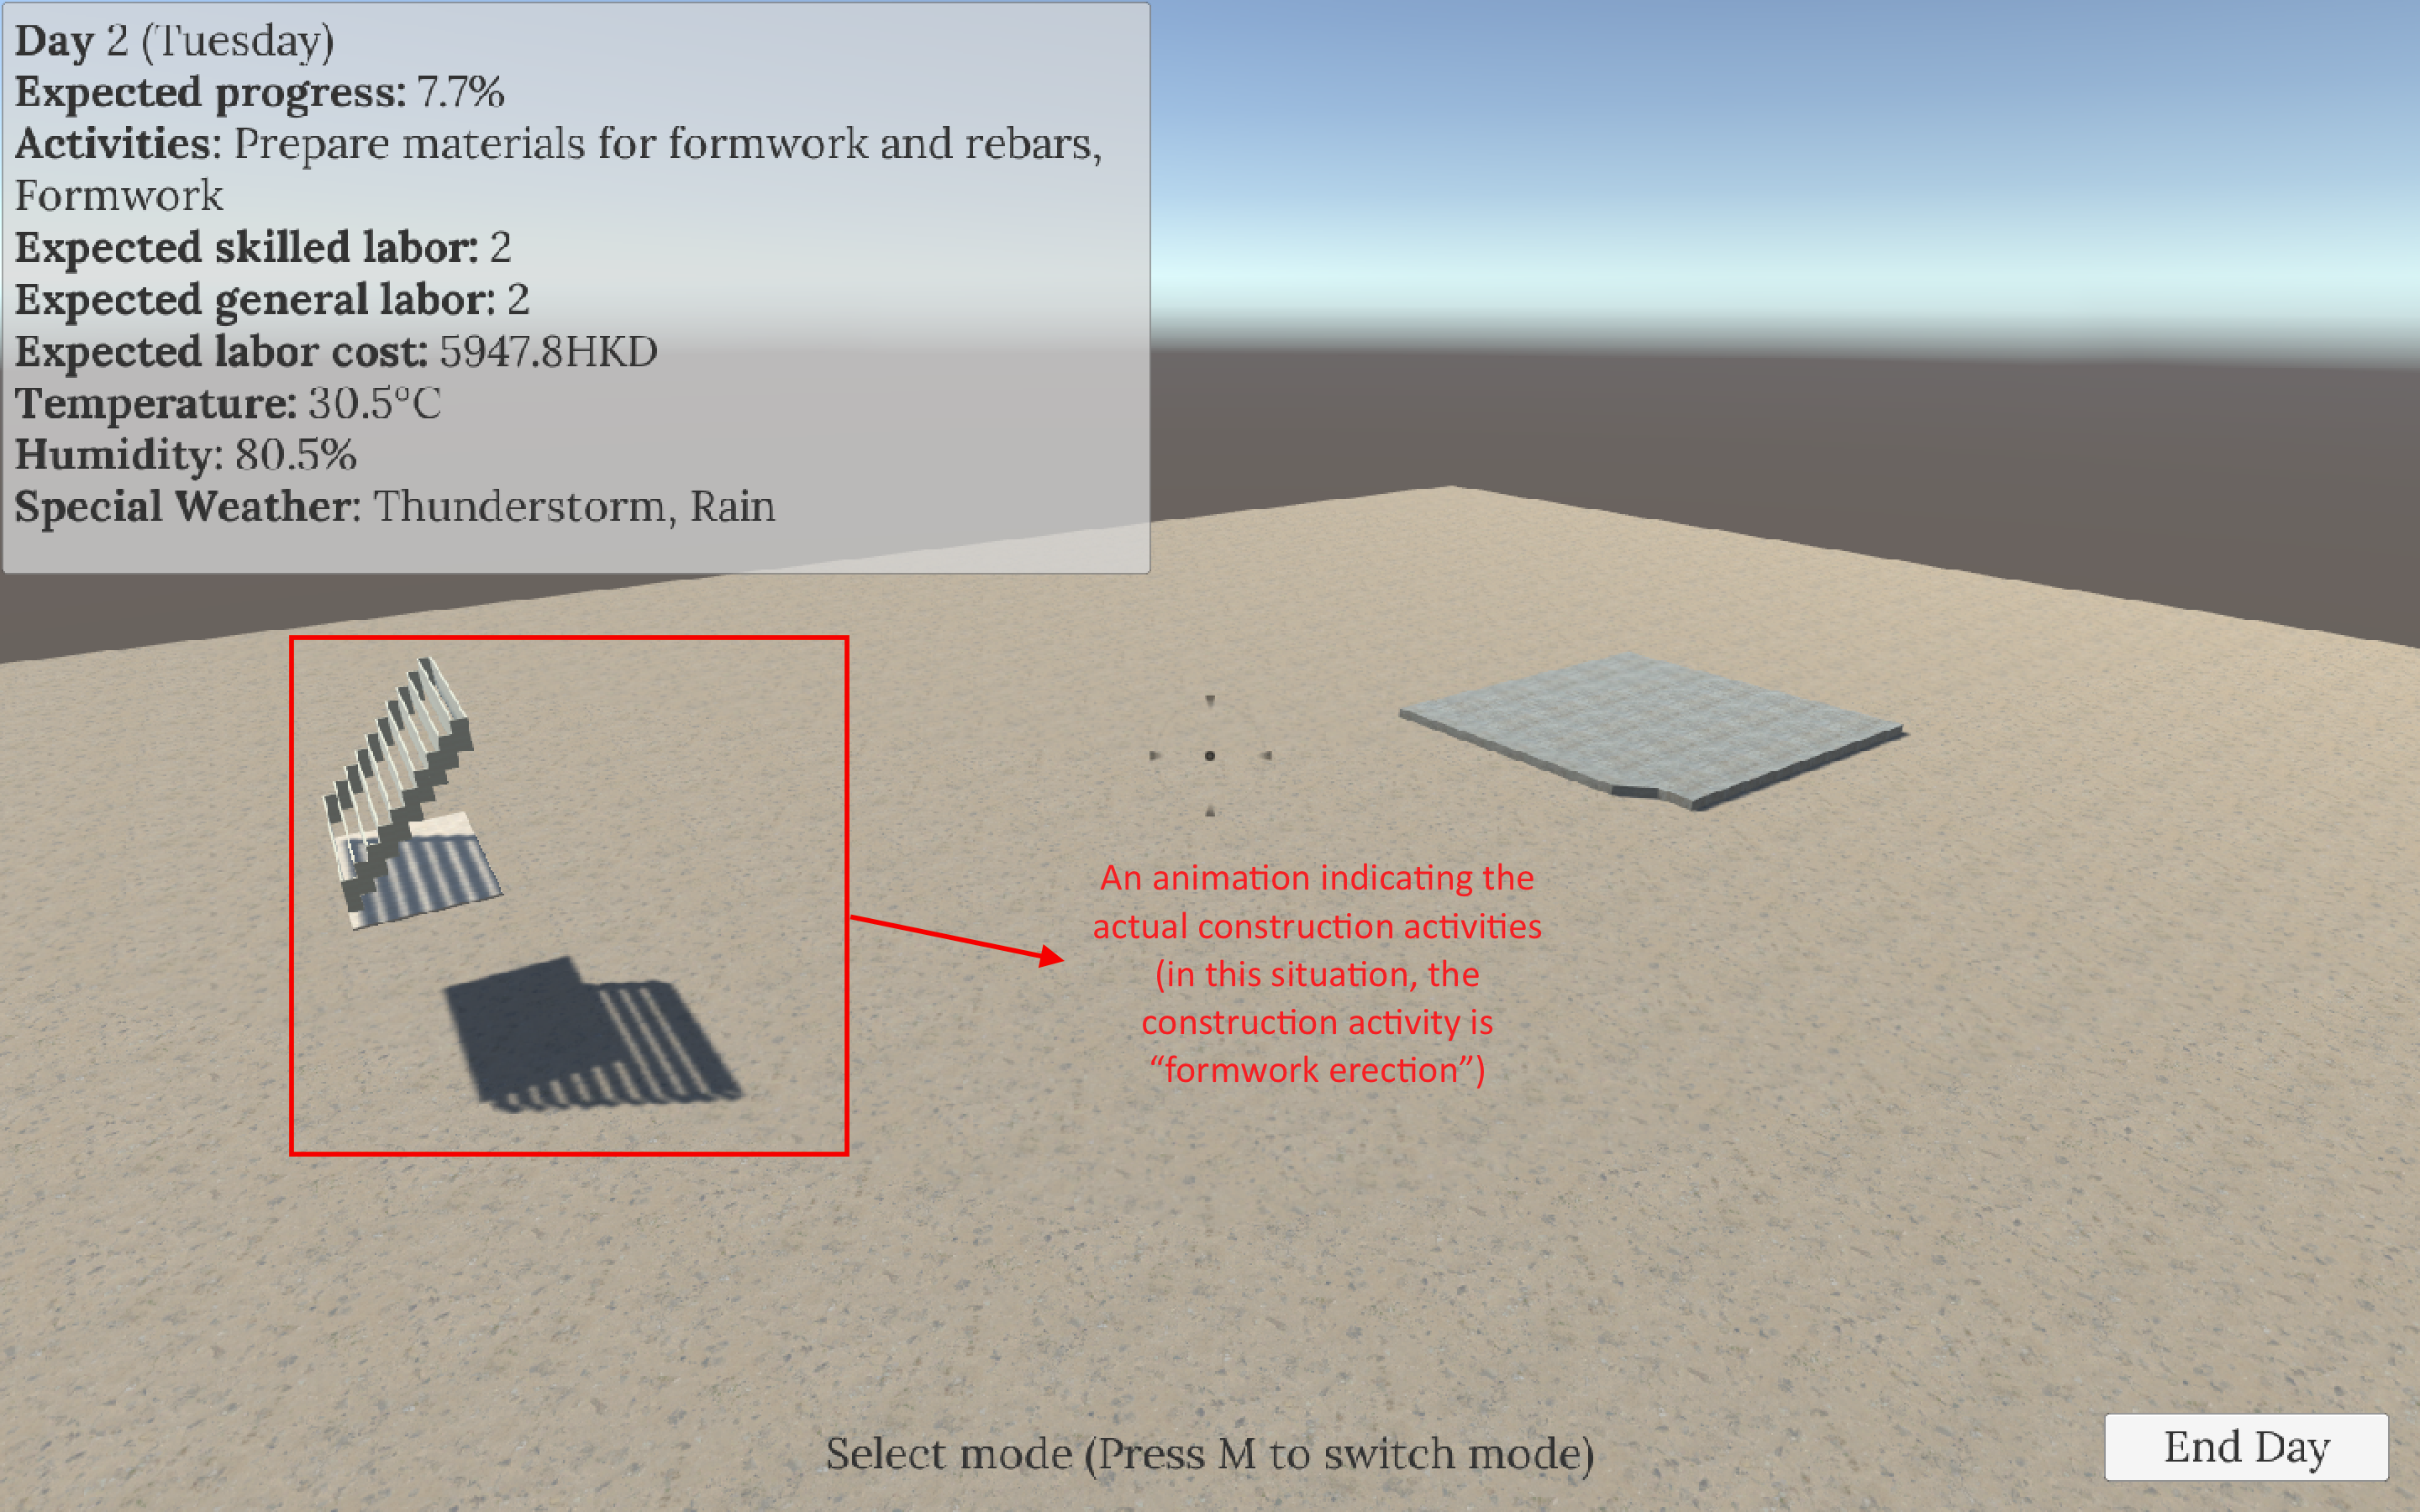 Day 2 (Tuesday)
Expected progress: 7.7%
Activities: Prepare materials for formwork and rebars,
Formwork
Expected skilled labor: 2
Expected general labor: 2
Expected labor cost: 5947.8HKD
Temperature: 30.5°C
Humidity: 80.5%
Special Weather: Thunderstorm, Rain
An animation indicating the
actual construction activities
(in this situation, the
construction activity is
“formwork erection”)
Select mode (Press M to switch mode)
End Day